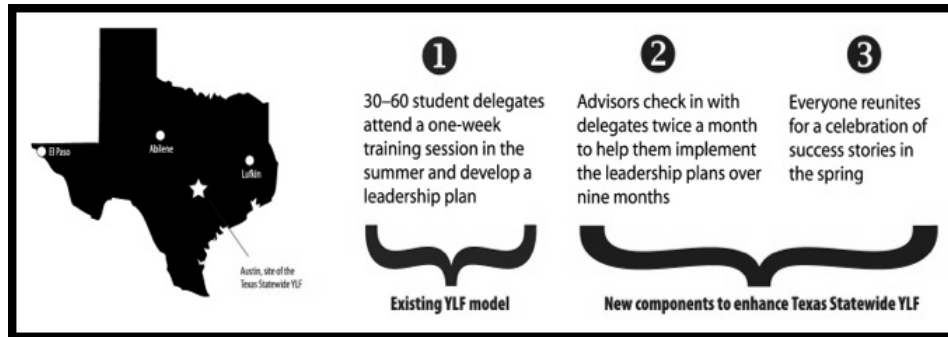 El Paso
Abilene
Lufkin
Austin, site of the
Texas Statewide YLF
1
30–60 student delegates
attend a one-week
training session in the
summer and develop a
leadership plan
Existing YLF model
2
Advisors check in with
delegates twice a month
to help them implement
the leadership plans over
nine months
3
Everyone reunites
for a celebration of
success stories in
the spring
New components to enhance Texas Statewide YLF